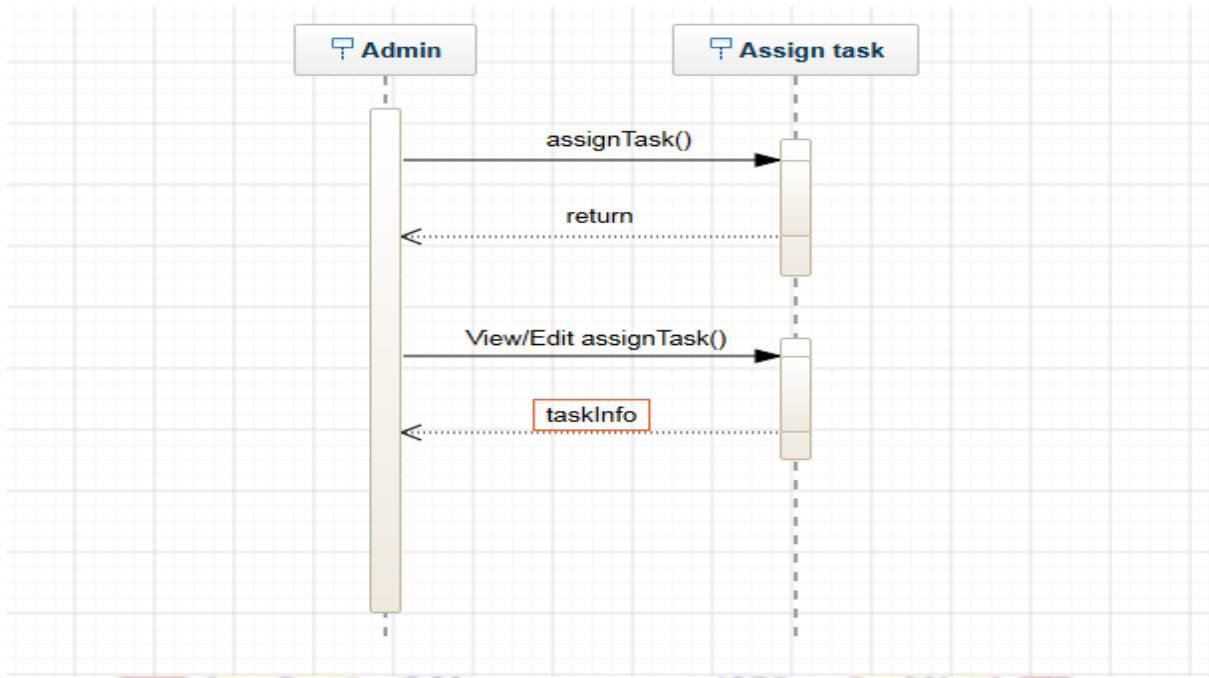 Admin
Assign task
assignTask()
return
View/Edit assignTask()
taskInfo